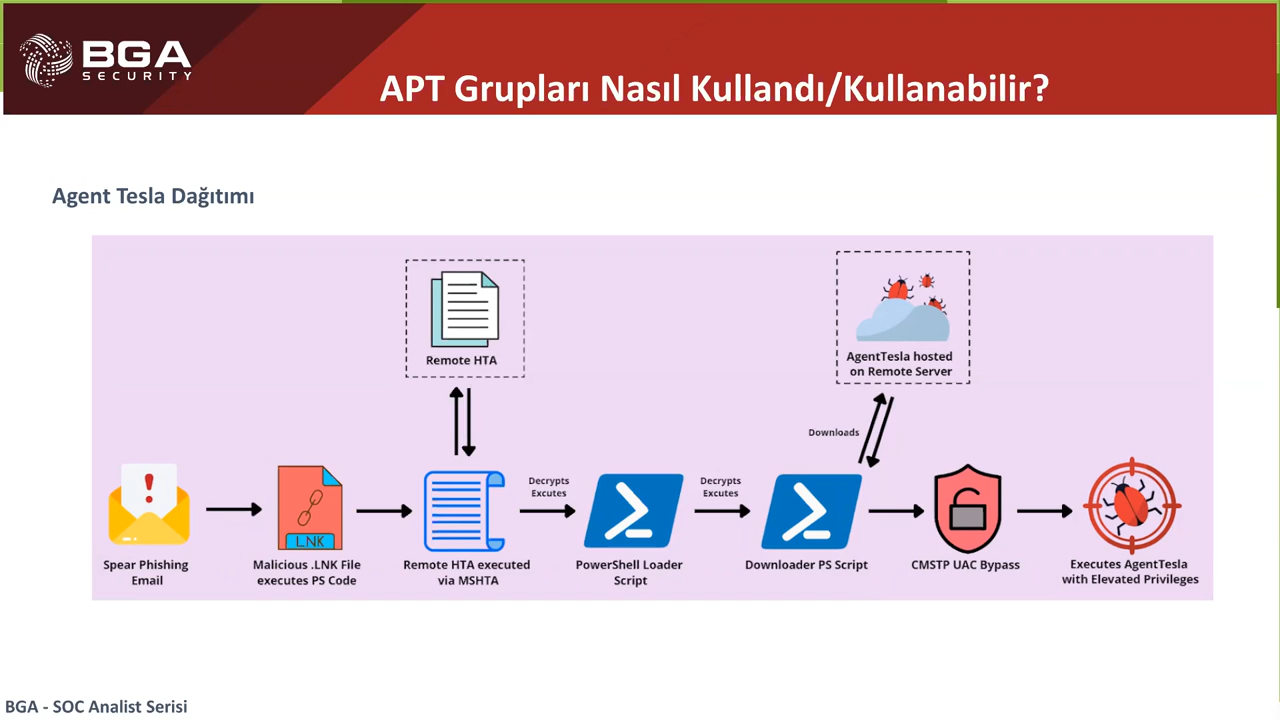 BGA
SECURITY
APT Grupları Nasıl Kullandı/Kullanabilir?
Agent Tesla Dağıtımı
Remote HTA
AgentTesla hosted
on Remote Server
Downloads
Decrypts
Excutes
Decrypts
Excutes
LNK
Spear Phishing
Email
Malicious .LNK File
executes PS Code
Remote HTA executed
via MSHTA
PowerShell Loader
Script
Downloader PS Script
CMSTP UAC Bypass
Executes AgentTesla
with Elevated Privileges
BGA - SOC Analist Serisi